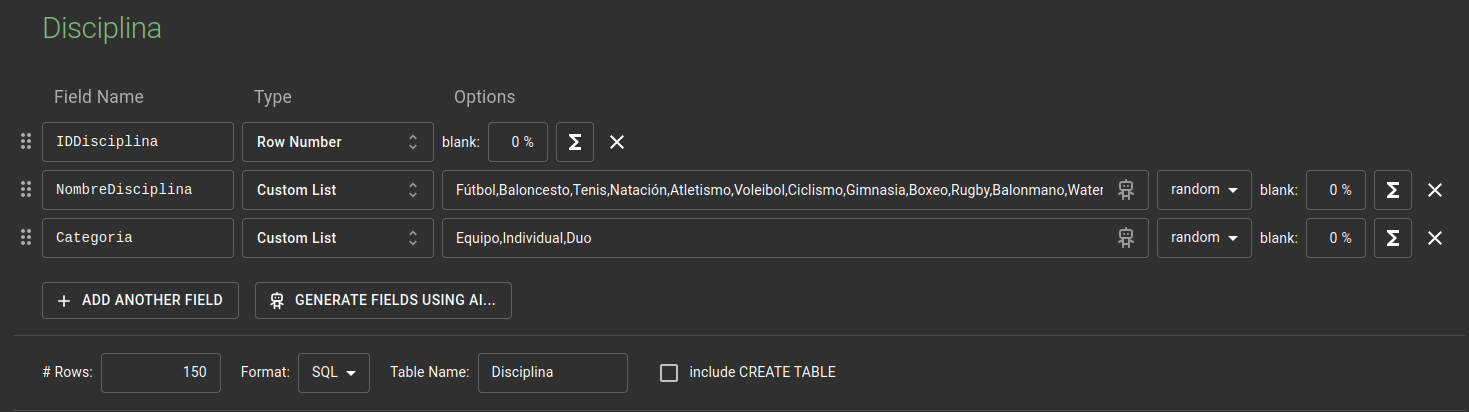 Disciplina
Field Name Type Options
IDDisciplina Row Number blank: 0 % Σ
NombreDisciplina Custom List Fútbol,Baloncesto,Tenis,Natación,Atletismo,Voleibol,Ciclismo,Gimnasia,Boxeo,Rugby,Balonmano,Water random blank: 0 % Σ
Categoria Custom List Equipo,Individual,Duo random blank: 0 % Σ
+ ADD ANOTHER FIELD GENERATE FIELDS USING AI...
# Rows: 150 Format: SQL Table Name: Disciplina include CREATE TABLE